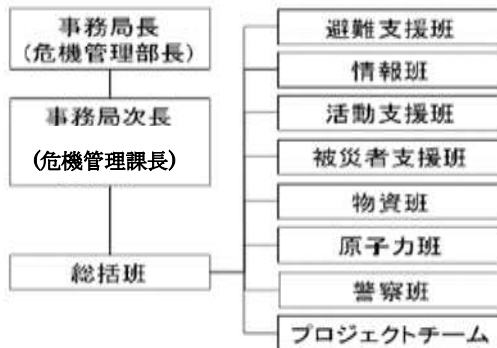 事務局長
(危機管理部長)
事務局次長
(危機管理課長)
総括班
避難支援班
情報班
活動支援班
被災者支援班
物資班
原子力班
警察班
プロジェクトチーム